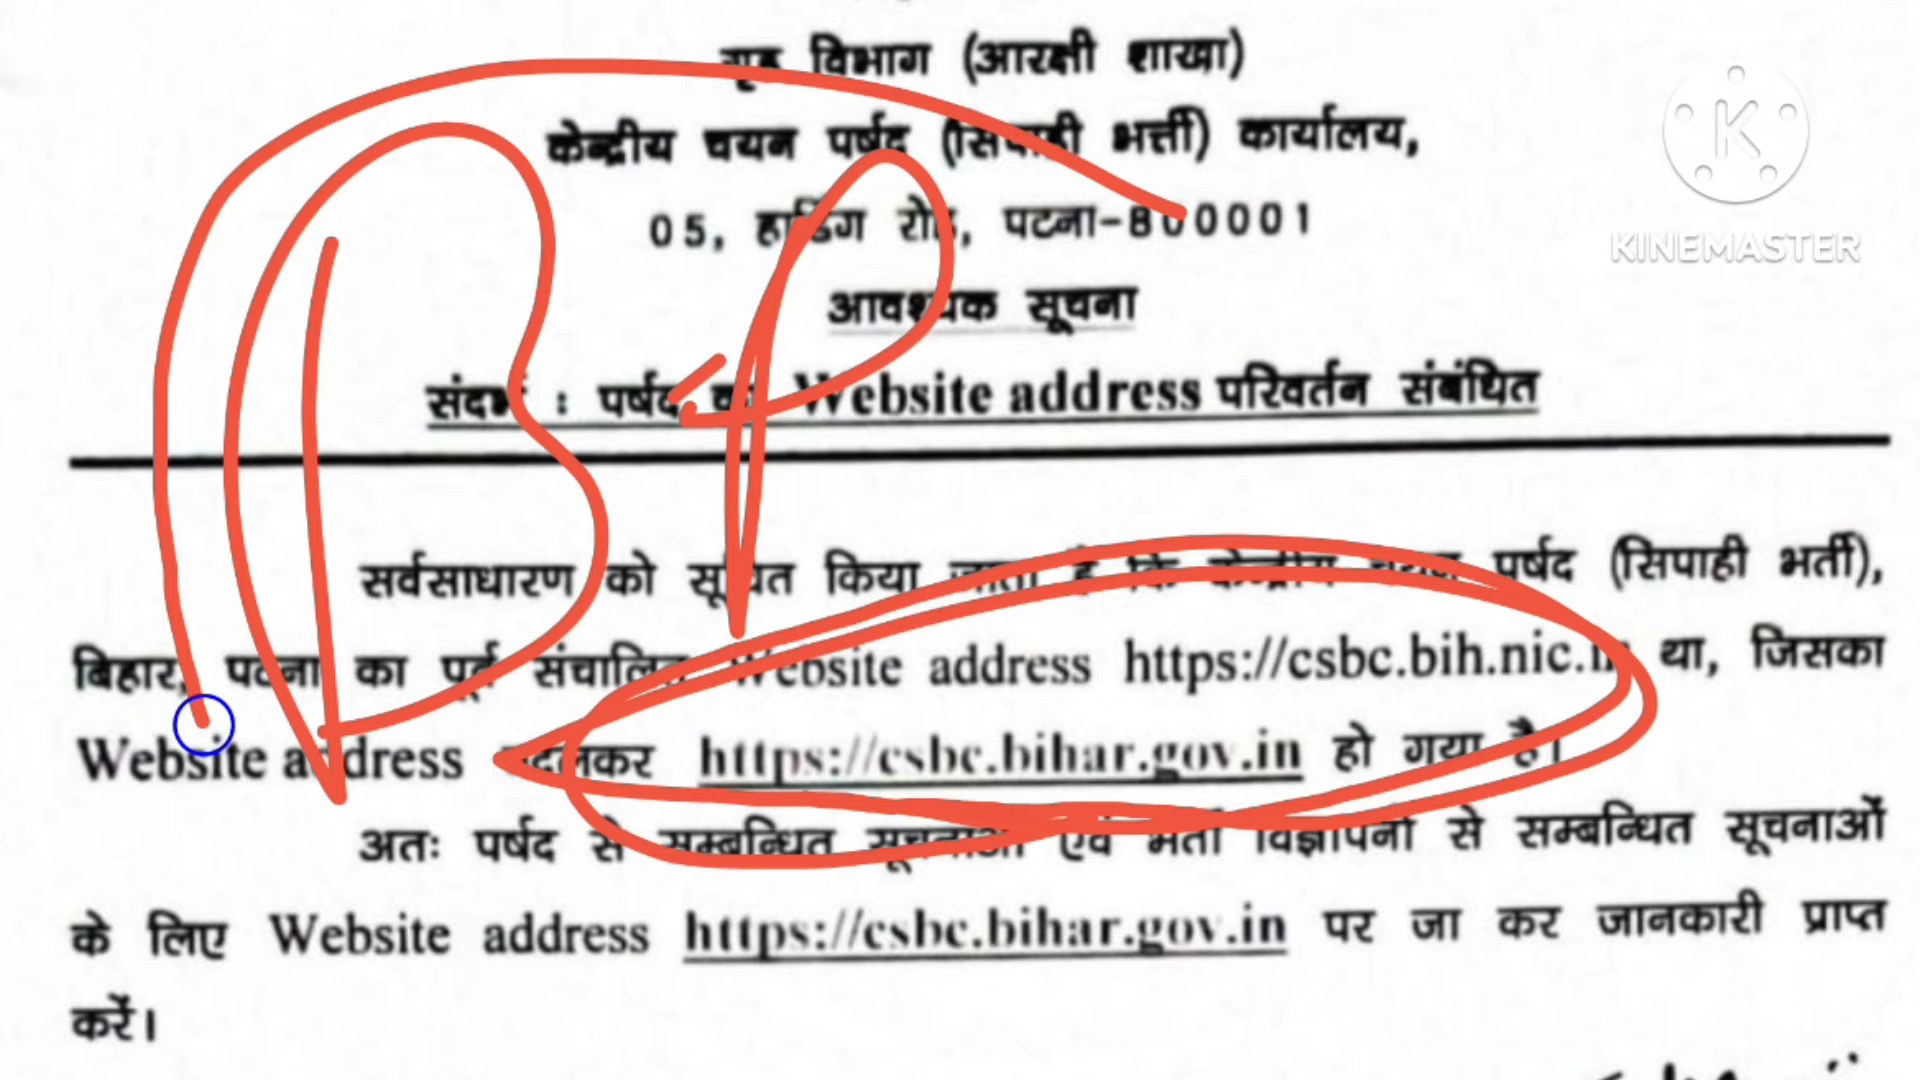 गृह विभाग (आरक्षी शाखा)
केन्द्रीय चयन पर्षद (सिपाही भर्त्ती) कार्यालय,
05, हार्डिंग रोड, पटना-800001
आवश्यक सूचना
संदर्भ : पर्षद का Website address परिवर्तन संबंधित
सर्वसाधारण को सूचित किया जाता है कि केन्द्रीय चयन पर्षद (सिपाही भर्ती),
बिहार, पटना का पूर्व संचालित Website address https://csbc.bih.nic.in था, जिसका
Website address बदलकर https://csbc.bihar.gov.in हो गया है।
अतः पर्षद से सम्बन्धित सूचनाओं एवं भर्ती विज्ञापनों से सम्बन्धित सूचनाओं
के लिए Website address https://csbc.bihar.gov.in पर जा कर जानकारी प्राप्त
करें।
BP
K
KINEMASTER